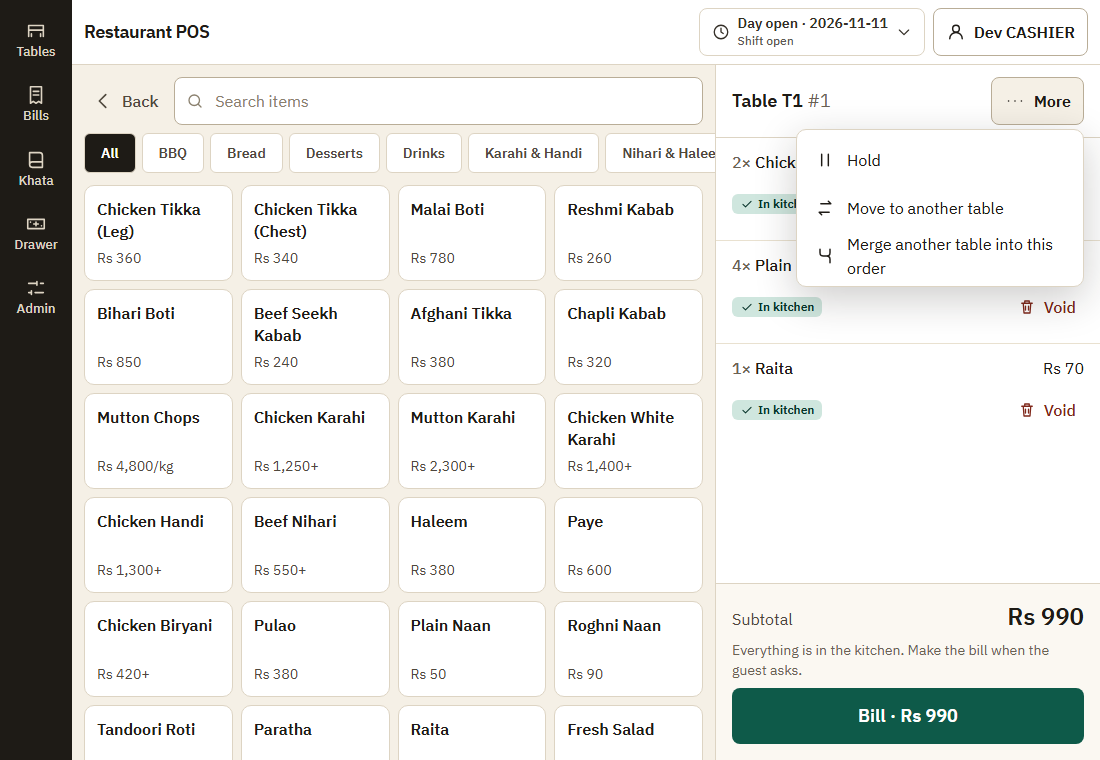 Tables
Bills
Khata
Drawer
Admin
Restaurant POS
Day open · 2026-11-11
Shift open
Dev CASHIER
Back
Search items
All
BBQ
Bread
Desserts
Drinks
Karahi & Handi
Nihari & Halee
Chicken Tikka
(Leg)
Rs 360
Chicken Tikka
(Chest)
Rs 340
Malai Boti
Rs 780
Reshmi Kabab
Rs 260
Bihari Boti
Rs 850
Beef Seekh
Kabab
Rs 240
Afghani Tikka
Rs 380
Chapli Kabab
Rs 320
Mutton Chops
Rs 4,800/kg
Chicken Karahi
Rs 1,250+
Mutton Karahi
Rs 2,300+
Chicken White
Karahi
Rs 1,400+
Chicken Handi
Rs 1,300+
Beef Nihari
Rs 550+
Haleem
Rs 380
Paye
Rs 600
Chicken Biryani
Rs 420+
Pulao
Rs 380
Plain Naan
Rs 50
Roghni Naan
Rs 90
Tandoori Roti
Paratha
Raita
Fresh Salad
Table T1 #1
··· More
Hold
Move to another table
Merge another table into this
order
2× Chick
In kitch
4× Plain
In kitchen
Void
1× Raita
Rs 70
In kitchen
Void
Subtotal
Rs 990
Everything is in the kitchen. Make the bill when the
guest asks.
Bill · Rs 990